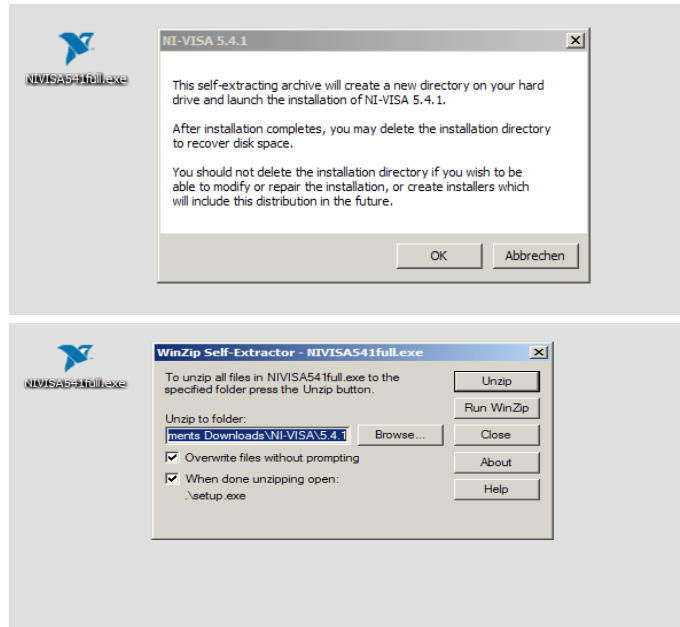 NI-VISA 5.4.1
NIVISA541full.exe
This self-extracting archive will create a new directory on your hard
drive and launch the installation of NI-VISA 5.4.1.
After installation completes, you may delete the installation directory
to recover disk space.
You should not delete the installation directory if you wish to be
able to modify or repair the installation, or create installers which
will include this distribution in the future.
OK
Abbrechen
WinZip Self-Extractor - NIVISA541full.exe
NIVISA541full.exe
To unzip all files in NIVISA541full.exe to the
specified folder press the Unzip button.
Unzip to folder:
ments Downloads\NI-VISA\5.4.1
Browse...
Overwrite files without prompting
When done unzipping open:
.\setup.exe
Unzip
Run WinZip
Close
About
Help